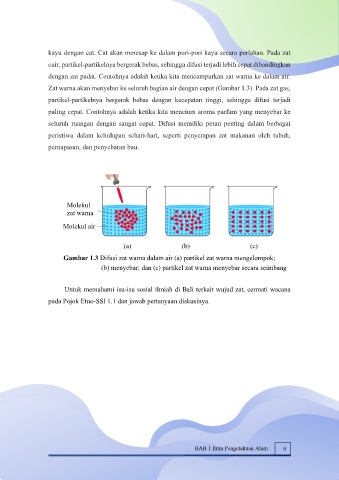 kayu dengan cat. Cat akan meresap ke dalam pori-pori kayu secara perlahan. Pada zat
cair, partikel-partikelnya bergerak bebas, sehingga difusi terjadi lebih cepat dibandingkan
dengan zat padat. Contohnya adalah ketika kita mencampurkan zat warna ke dalam air.
Zat warna akan menyebar ke seluruh bagian air dengan cepat (Gambar 1.3). Pada zat gas,
partikel-partikelnya bergerak bebas dengan kecepatan tinggi, sehingga difusi terjadi
paling cepat. Contohnya adalah ketika kita mencium aroma parfum yang menyebar ke
seluruh ruangan dengan sangat cepat. Difusi memiliki peran penting dalam berbagai
peristiwa dalam kehidupan sehari-hari, seperti penyerapan zat makanan oleh tubuh,
pernapasan, dan penyebaran bau.
Molekul
zat warna
Molekul air
(a) (b) (c)
Gambar 1.3 Difusi zat warna dalam air (a) partikel zat warna mengelompok;
(b) menyebar; dan (c) partikel zat warna menyebar secara seimbang
Untuk memahami isu-isu sosial ilmiah di Bali terkait wujud zat, cermati wacana
pada Pojok Etno-SSI 1.1 dan jawab pertanyaan diskusinya.
BAB 1 Ilmu Pengetahuan Alam 9